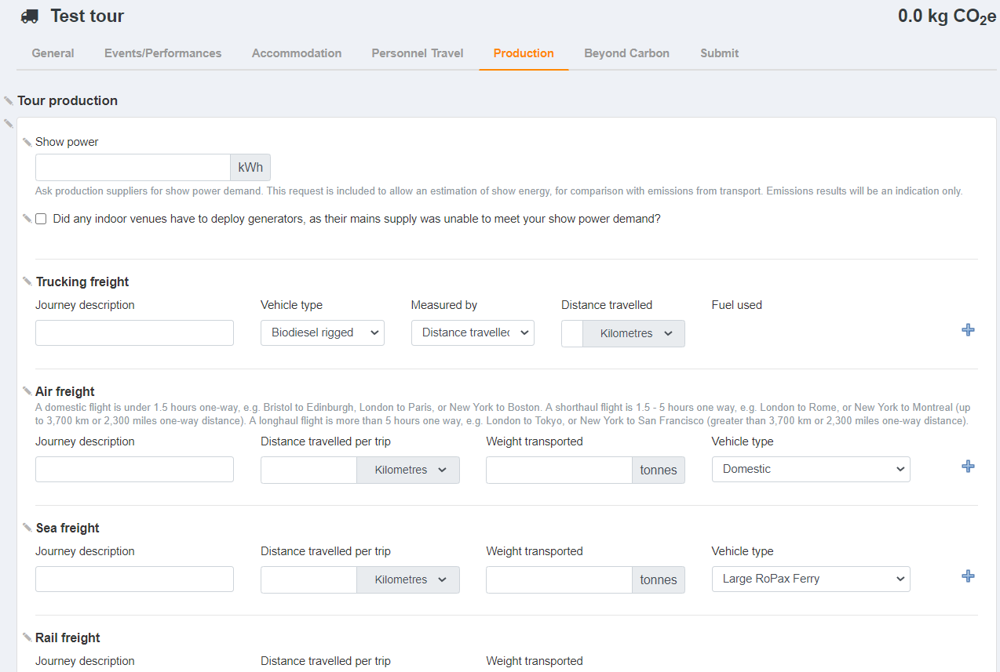 Test tour
0.0 kg CO2e
General Events/Performances Accommodation Personnel Travel Production Beyond Carbon Submit
Tour production
Show power
kWh
Ask production suppliers for show power demand. This request is included to allow an estimation of show energy, for comparison with emissions from transport. Emissions results will be an indication only.
Did any indoor venues have to deploy generators, as their mains supply was unable to meet your show power demand?
Trucking freight
Journey description Vehicle type Measured by Distance travelled Fuel used
Biodiesel rigged Distance travelled Kilometres
Air freight
A domestic flight is under 1.5 hours one-way, e.g. Bristol to Edinburgh, London to Paris, or New York to Boston. A shorthaul flight is 1.5 - 5 hours one way, e.g. London to Rome, or New York to Montreal (up
to 3,700 km or 2,300 miles one-way distance). A longhaul flight is more than 5 hours one way, e.g. London to Tokyo, or New York to San Francisco (greater than 3,700 km or 2,300 miles one-way distance).
Journey description Distance travelled per trip Weight transported Vehicle type
Kilometres tonnes Domestic
Sea freight
Journey description Distance travelled per trip Weight transported Vehicle type
Kilometres tonnes Large RoPax Ferry
Rail freight
Journey description Distance travelled per trip Weight transported